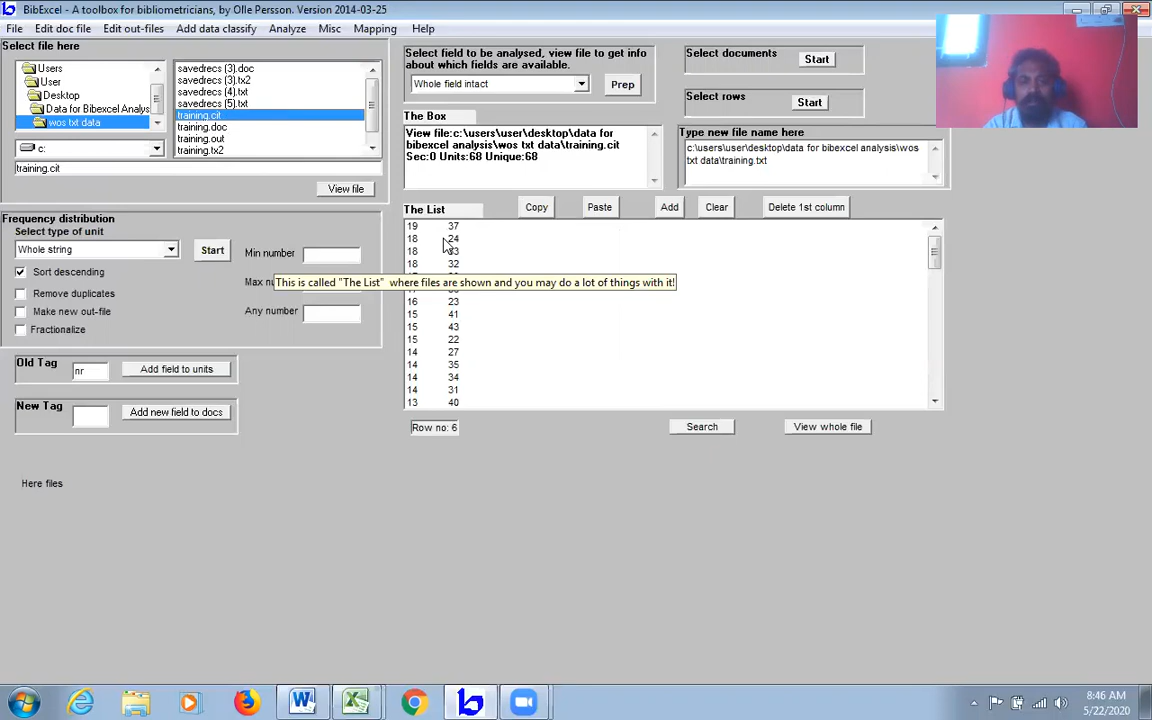 BibExcel - A toolbox for bibliometricians, by Olle Persson. Version 2014-03-25
File Edit doc file Edit out-files Add data classify Analyze Misc Mapping Help
Select file here
Users
User
Desktop
Data for Bibexcel Analys
wos txt data
c:
savedrecs (3).doc
savedrecs (3).tx2
savedrecs (4).txt
savedrecs (5).txt
training.cit
training.doc
training.out
training.tx2
training.cit
View file
Select field to be analysed, view file to get info
about which fields are available.
Whole field intact
Prep
Select documents
Start
Select rows
Start
The Box
View file:c:\users\user\desktop\data for
bibexcel analysis\wos txt data\training.cit
Sec:0 Units:68 Unique:68
Type new file name here
c:\users\user\desktop\data for bibexcel analysis\wos
txt data\training.txt
The List
Copy
Paste
Add
Clear
Delete 1st column
19 37
18 24
18 33
18 32
This is called "The List" where files are shown and you may do a lot of things with it!
16 23
15 41
15 43
15 22
14 27
14 35
14 34
14 31
13 40
Row no: 6
Search
View whole file
Frequency distribution
Select type of unit
Whole string
Start
Sort descending
Remove duplicates
Make new out-file
Fractionalize
Min number
Max nu
Any number
Old Tag
nr
Add field to units
New Tag
Add new field to docs
Here files
8:46 AM
5/22/2020